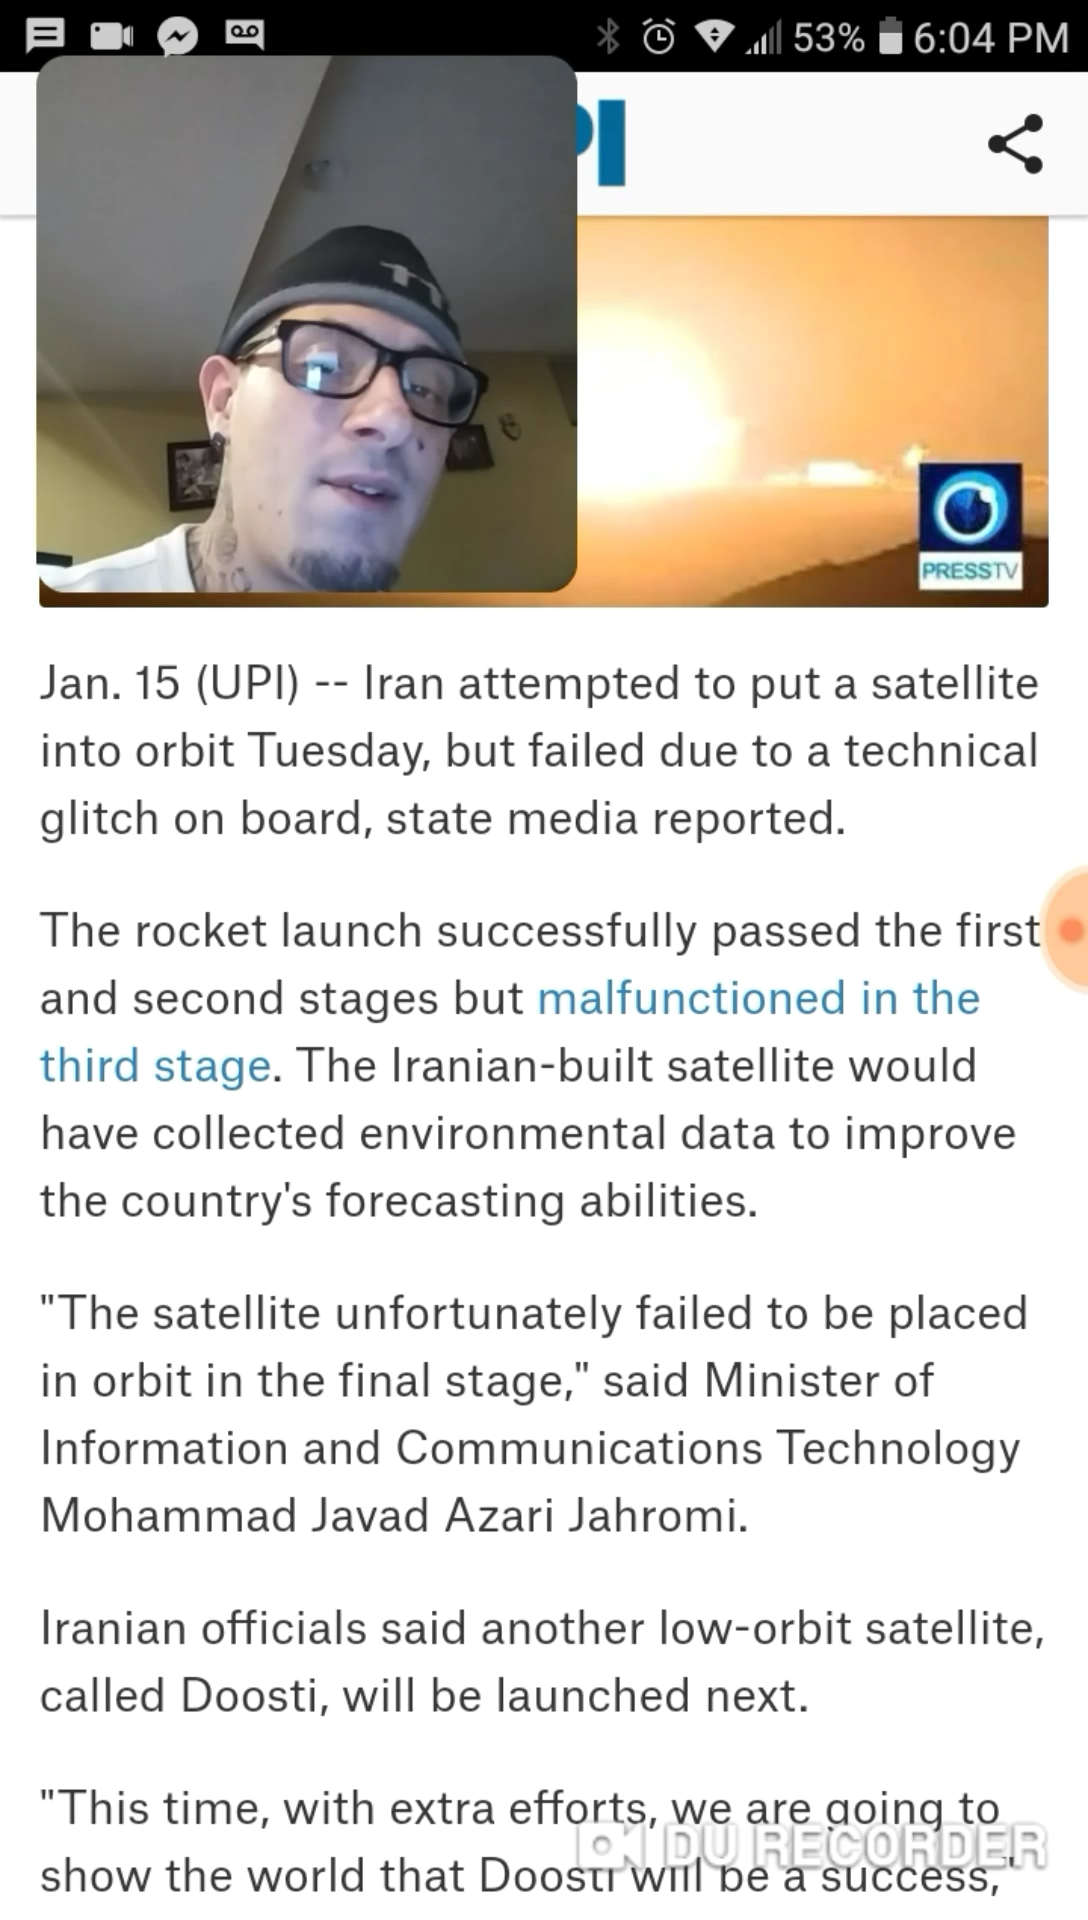 53% 6:04 PM
PI
PRESSTV
Jan. 15 (UPI) -- Iran attempted to put a satellite
into orbit Tuesday, but failed due to a technical
glitch on board, state media reported.
The rocket launch successfully passed the first
and second stages but malfunctioned in the
third stage. The Iranian-built satellite would
have collected environmental data to improve
the country's forecasting abilities.
"The satellite unfortunately failed to be placed
in orbit in the final stage," said Minister of
Information and Communications Technology
Mohammad Javad Azari Jahromi.
Iranian officials said another low-orbit satellite,
called Doosti, will be launched next.
"This time, with extra efforts, we are going to
DU RECORDER
show the world that Doosti will be a success,"